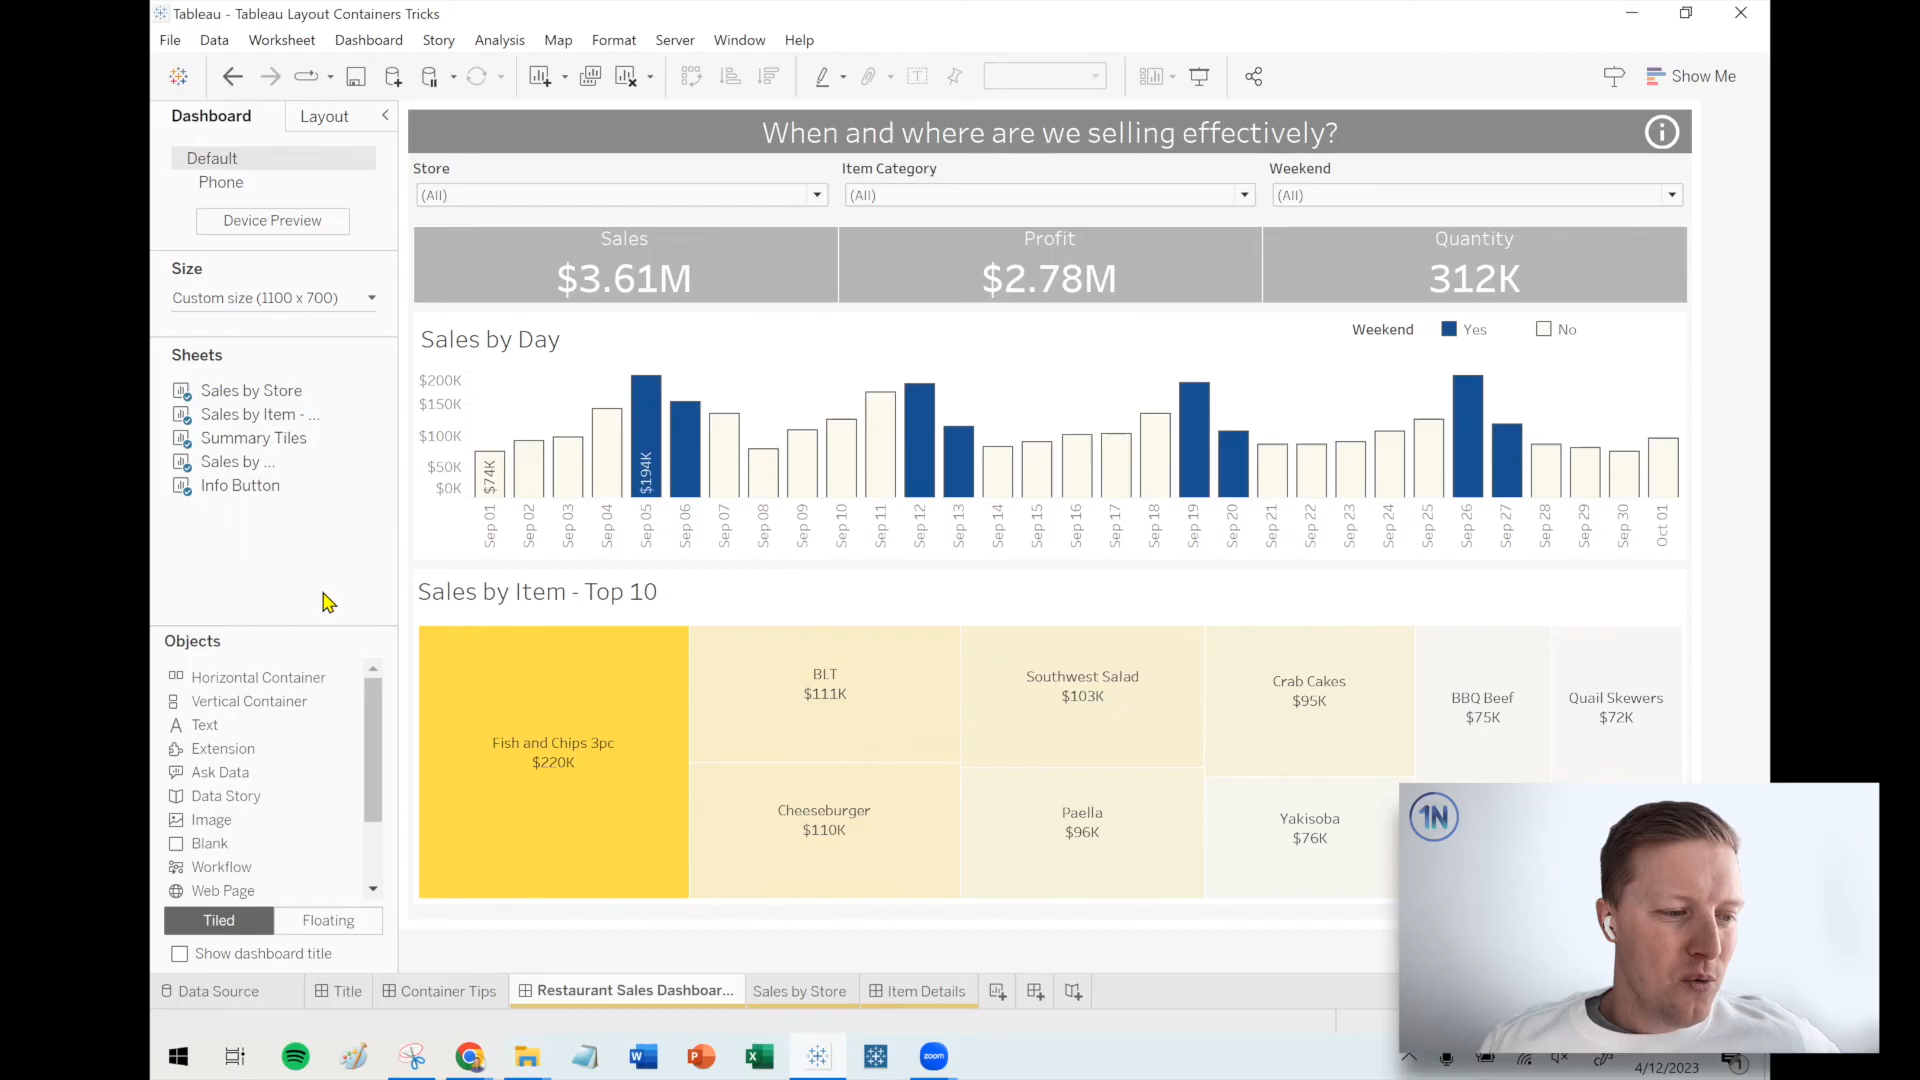 Tableau - Tableau Layout Containers Tricks
File Data Worksheet Dashboard Story Analysis Map Format Server Window Help
Show Me
Dashboard Layout
Default
Phone
Device Preview
Size
Custom size (1100 x 700)
Sheets
Sales by Store
Sales by Item - ...
Summary Tiles
Sales by ...
Info Button
Objects
Horizontal Container
Vertical Container
Text
Extension
Ask Data
Data Story
Image
Blank
Workflow
Web Page
Tiled Floating
Show dashboard title
When and where are we selling effectively?
Store Item Category Weekend
(All) (All) (All)
Sales Profit Quantity
$3.61M $2.78M 312K
Sales by Day
Weekend Yes No
$200K
$150K
$100K
$50K
$0K
$74K $194K
Sep 01 Sep 02 Sep 03 Sep 04 Sep 05 Sep 06 Sep 07 Sep 08 Sep 09 Sep 10 Sep 11 Sep 12 Sep 13 Sep 14 Sep 15 Sep 16 Sep 17 Sep 18 Sep 19 Sep 20 Sep 21 Sep 22 Sep 23 Sep 24 Sep 25 Sep 26 Sep 27 Sep 28 Sep 29 Sep 30 Oct 01
Sales by Item - Top 10
Fish and Chips 3pc
$220K
BLT
$111K
Cheeseburger
$110K
Southwest Salad
$103K
Paella
$96K
Crab Cakes
$95K
Yakisoba
$76K
BBQ Beef
$75K
Quail Skewers
$72K
1N
Data Source Title Container Tips Restaurant Sales Dashboar... Sales by Store Item Details
zoom
4/12/2023
1